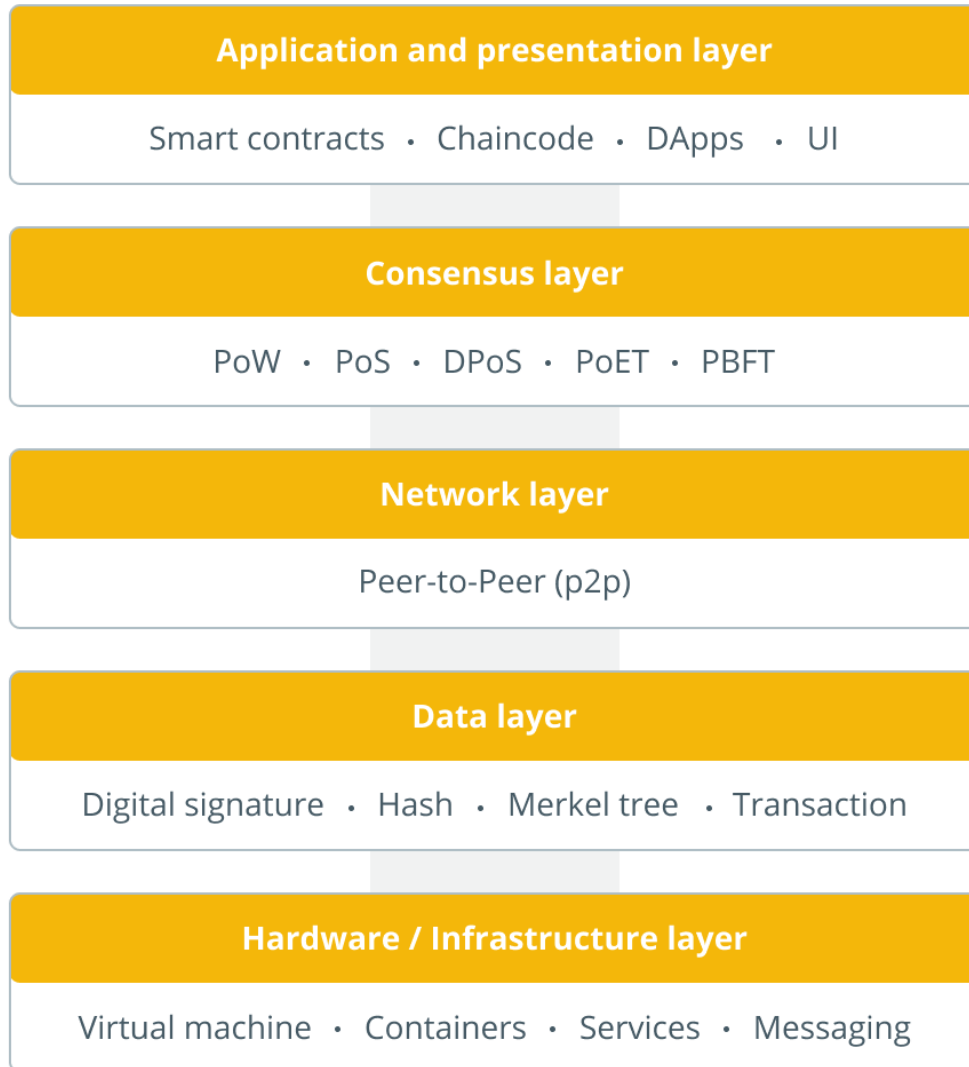 Application and presentation layer
Smart contracts · Chaincode · DApps · UI
Consensus layer
PoW · PoS · DPoS · PoET · PBFT
Network layer
Peer-to-Peer (p2p)
Data layer
Digital signature · Hash · Merkel tree · Transaction
Hardware / Infrastructure layer
Virtual machine · Containers · Services · Messaging